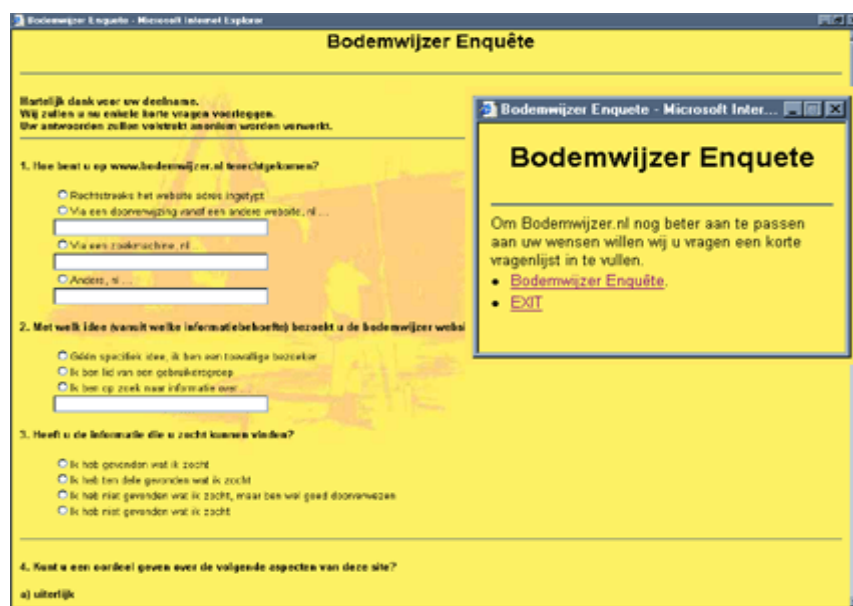 Bodemwijzer Enquete - Microsoft Internet Explorer
Bodemwijzer Enquête
Hartelijk dank voor uw deelname.
Wij zullen u nu enkele korte vragen voorleggen.
Uw antwoorden zullen volstrekt anoniem worden verwerkt.
1. Hoe bent u op www.bodemwijzer.nl terechtgekomen?
Rechtstreeks het website adres ingetypt
Via een doorverwijzing vanaf een andere website, nl ...
Via een zoekmachine, nl ...
Anders, nl ...
2. Met welk idee (vanuit welke informatiebehoefte) bezoekt u de bodemwijzer websi
Géén specifiek idee, ik ben een toevallige bezoeker
Ik ben lid van een gebruikersgroep
Ik ben op zoek naar informatie over ...
3. Heeft u de informatie die u zocht kunnen vinden?
Ik heb gevonden wat ik zocht
Ik heb ten dele gevonden wat ik zocht
Ik heb niet gevonden wat ik zocht, maar ben wel goed doorverwezen
Ik heb niet gevonden wat ik zocht
4. Kunt u een oordeel geven over de volgende aspecten van deze site?
a) uiterlijk
Bodemwijzer Enquete - Microsoft Inter...
Bodemwijzer Enquete
Om Bodemwijzer.nl nog beter aan te passen
aan uw wensen willen wij u vragen een korte
vragenlijst in te vullen.
• Bodemwijzer Enquête.
• EXIT